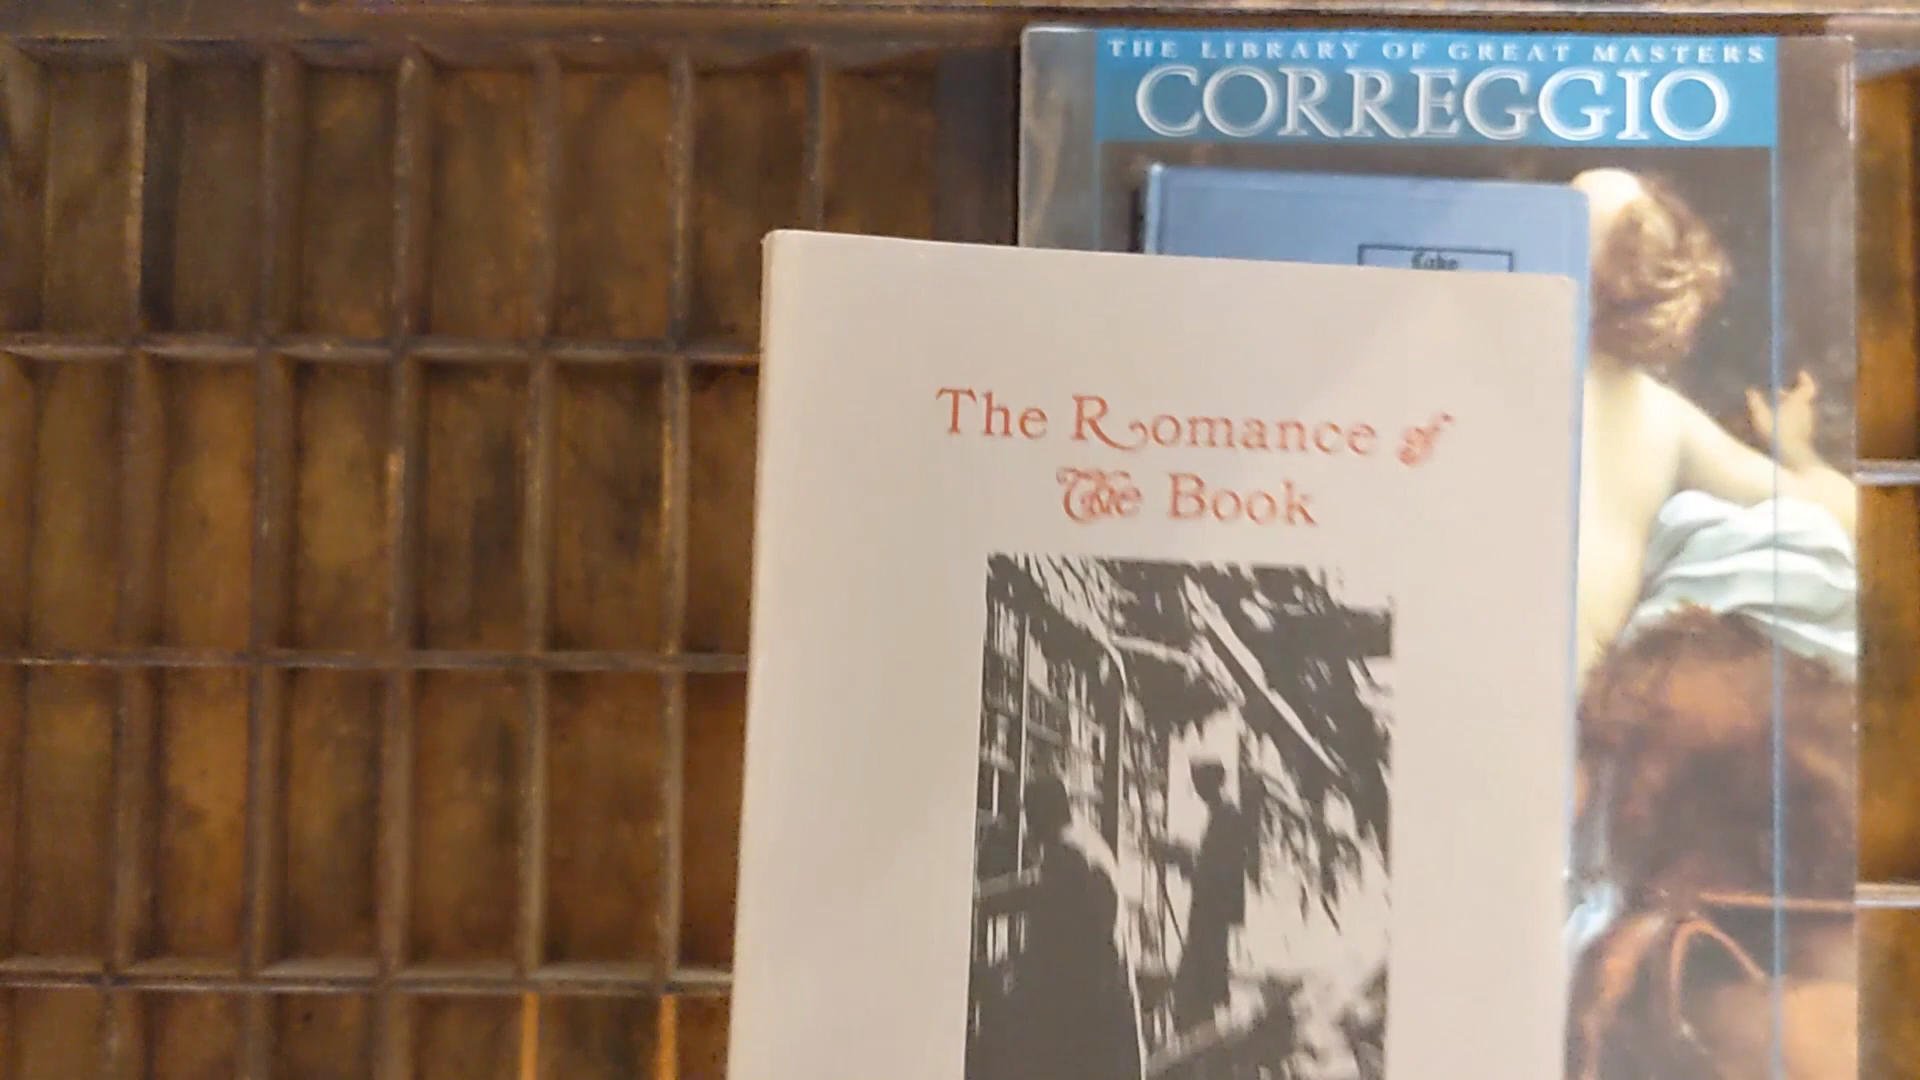 THE LIBRARY OF GREAT MASTERS
CORREGGIO
The Romance of
The Book